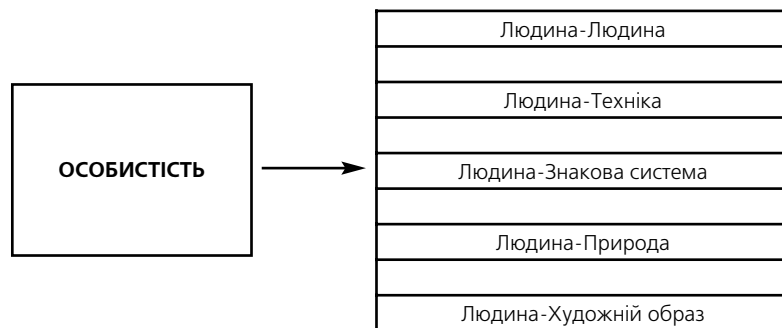 Людина-Людина
Людина-Техніка
ОСОБИСТІСТЬ
Людина-Знакова система
Людина-Природа
Людина-Художній образ